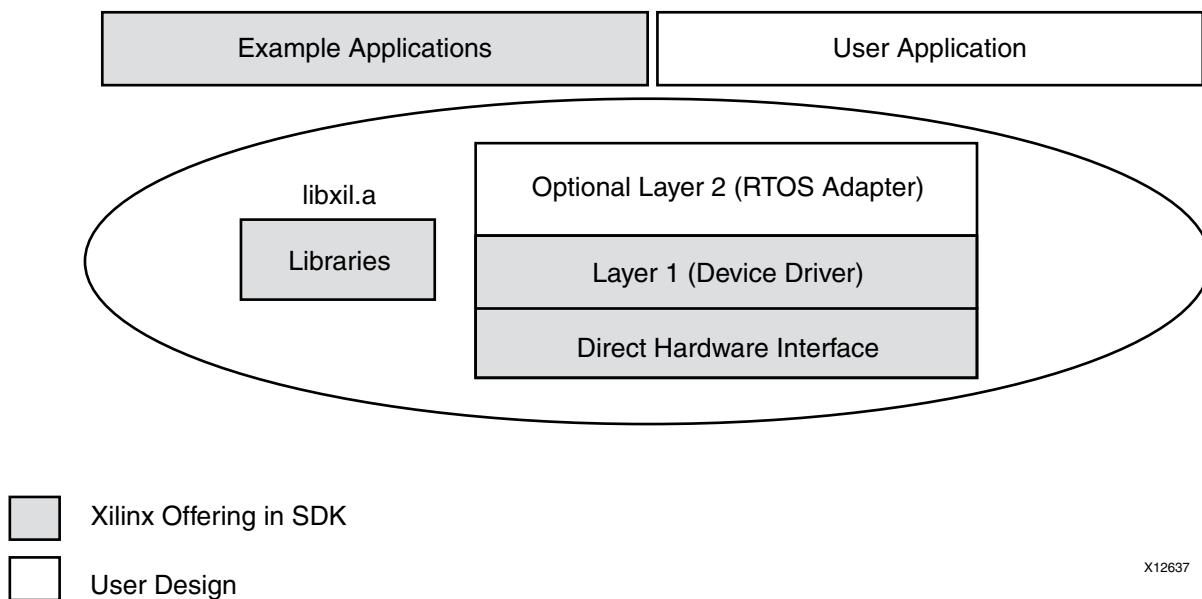 Example Applications
User Application
libxil.a
Libraries
Optional Layer 2 (RTOS Adapter)
Layer 1 (Device Driver)
Direct Hardware Interface
Xilinx Offering in SDK
User Design
X12637